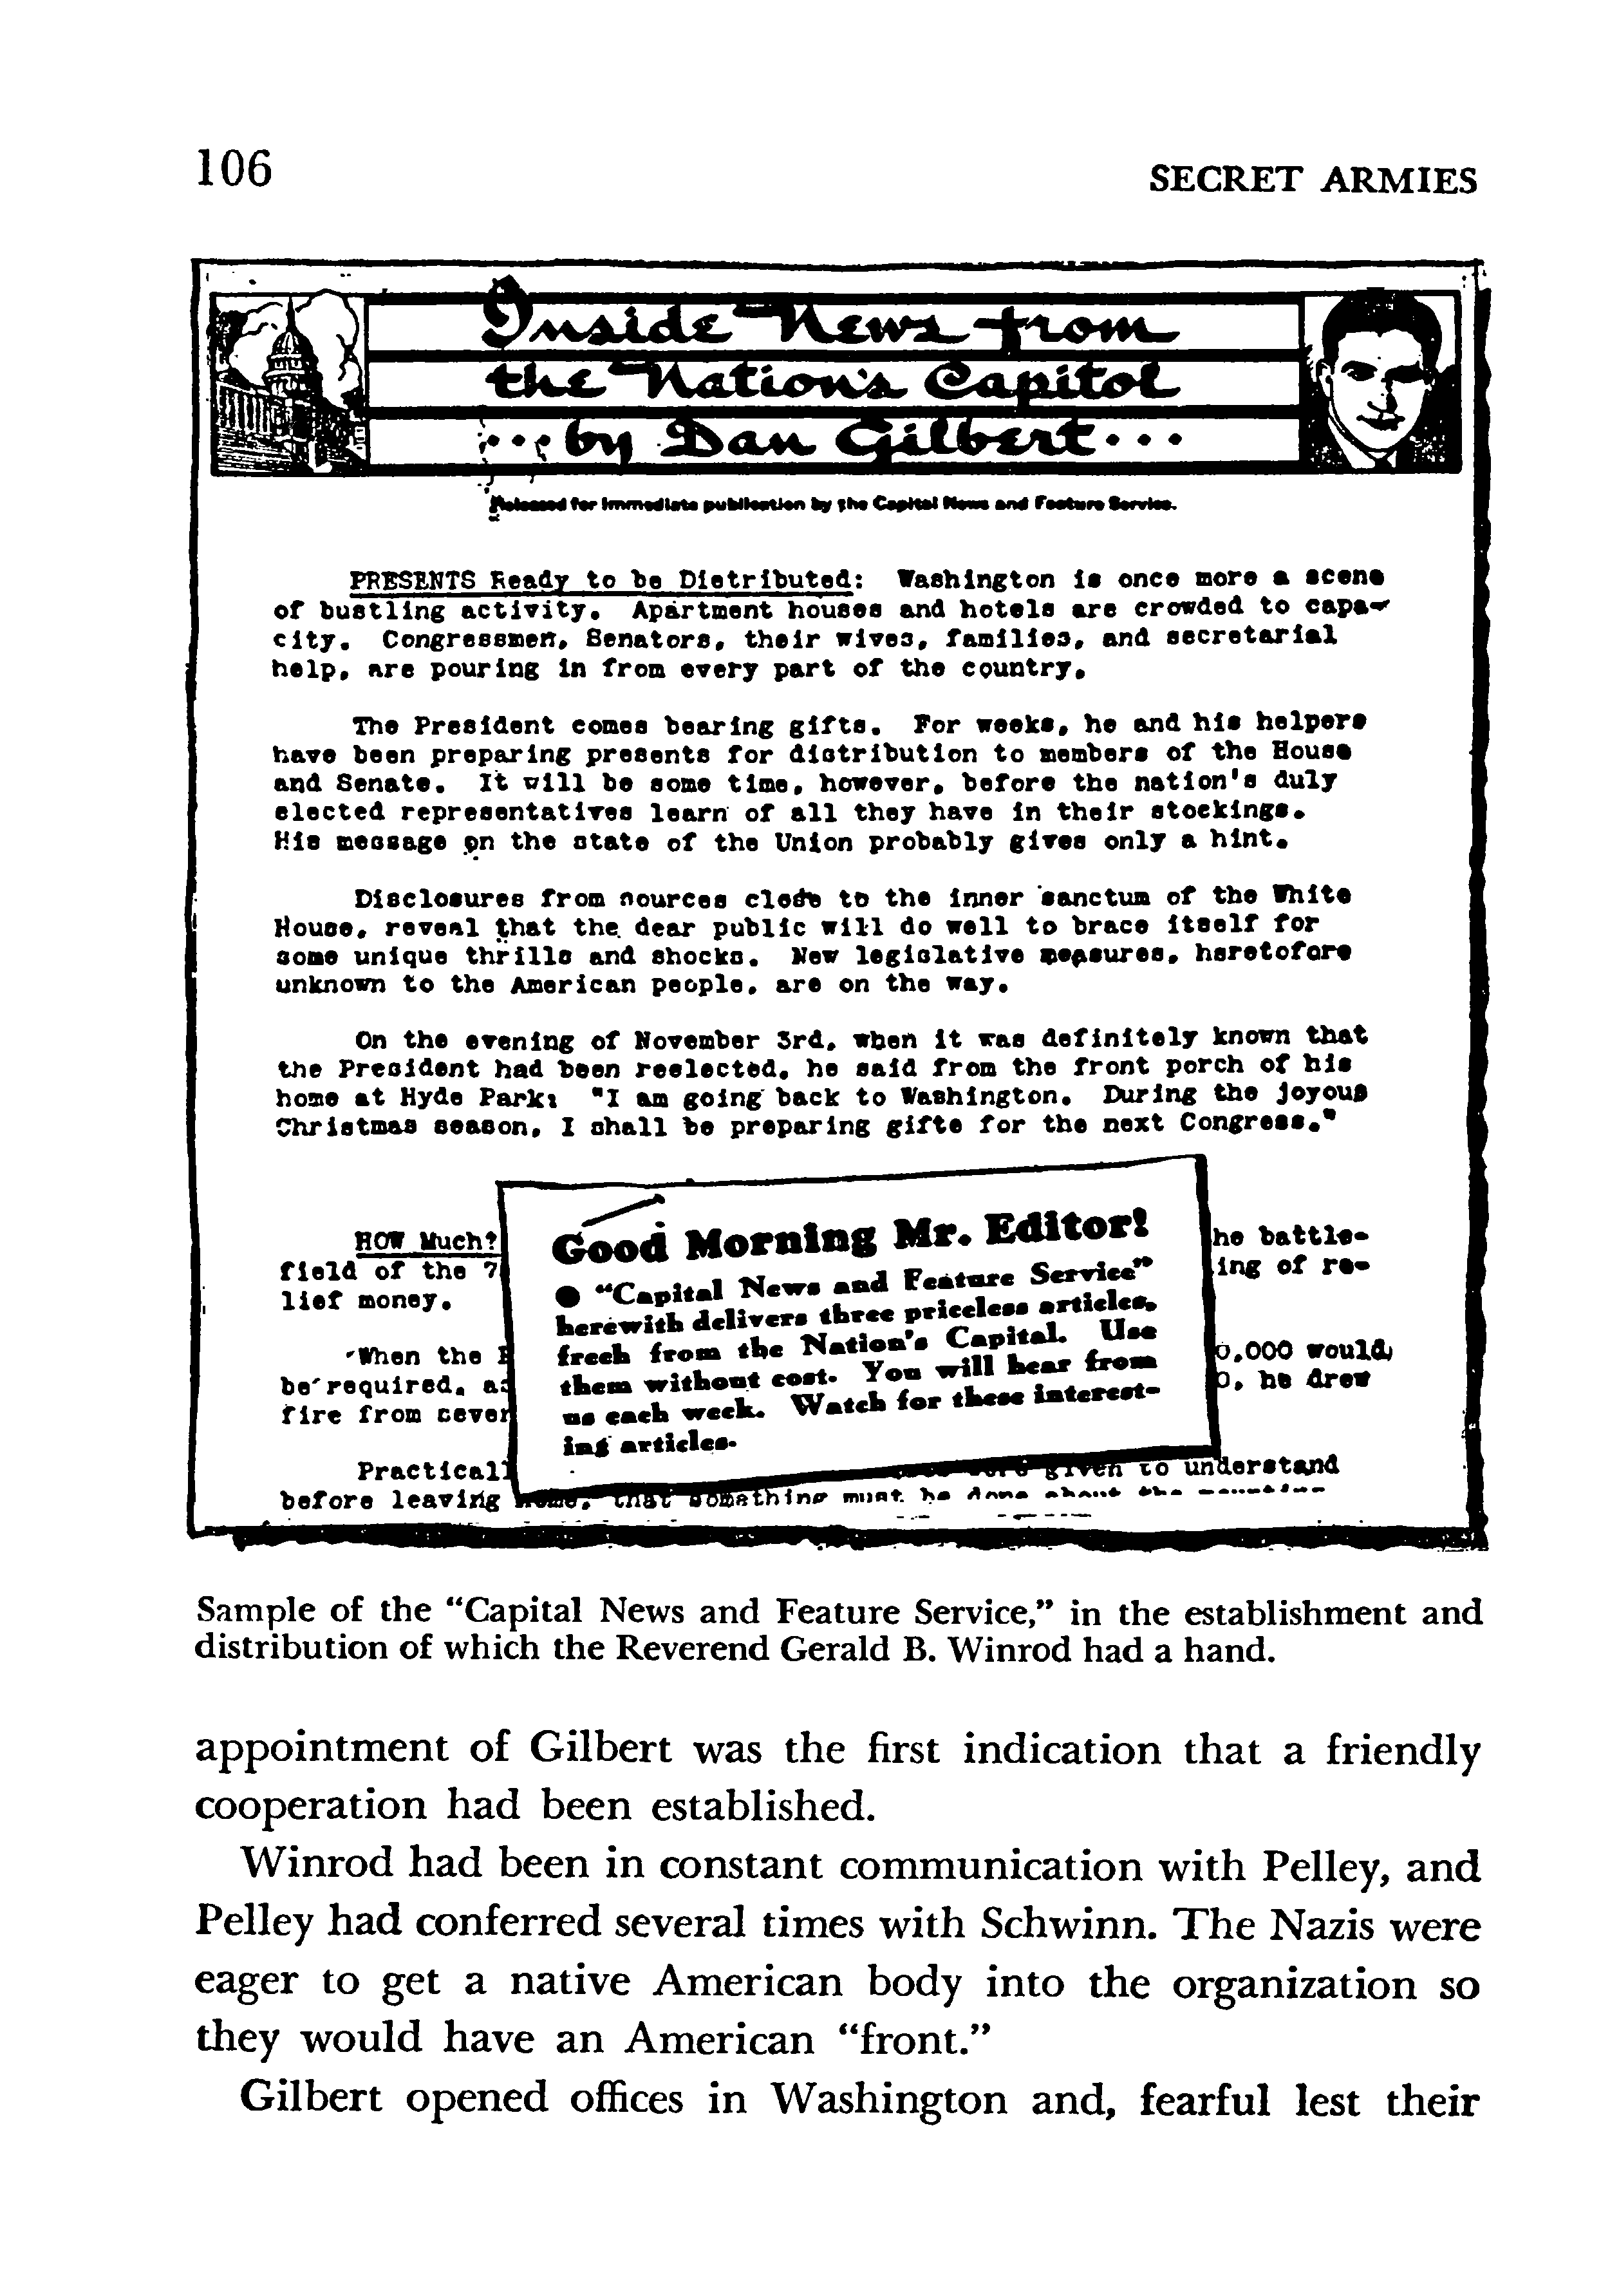 106
SECRET ARMIES
Inside News from
the Nation's Capitol
... by Dan Gilbert ...
Released for immediate publication by the Capital News and Feature Service.
PRESENTS Ready to be Distributed: Washington is once more a scene
of bustling activity. Apartment houses and hotels are crowded to capa-
city. Congressmen, Senators, their wives, families, and secretarial
help, are pouring in from every part of the country.
The President comes bearing gifts. For weeks, he and his helpers
have been preparing presents for distribution to members of the House
and Senate. It will be some time, however, before the nation's duly
elected representatives learn of all they have in their stockings.
His message on the state of the Union probably gives only a hint.
Disclosures from sources close to the inner sanctum of the White
House, reveal that the dear public will do well to brace itself for
some unique thrills and shocks. New legislative measures, heretofore
unknown to the American people, are on the way.
On the evening of November 3rd, when it was definitely known that
the President had been reelected, he said from the front porch of his
home at Hyde Park: "I am going back to Washington. During the joyous
Christmas season, I shall be preparing gifts for the next Congress."
HOW Much?
he battle-
field of the 7
ing of re-
lief money.
When the
0,000 would
be required, as
0, he drew
fire from sever
Practicall
given to understand
before leaving home, that something must be done about the
Good Morning Mr. Editor!
● "Capital News and Feature Service"
herewith delivers three priceless articles,
fresh from the Nation's Capital. Use
them without cost. You will hear from
us each week. Watch for these interest-
ing articles.
Sample of the “Capital News and Feature Service,” in the establishment and
distribution of which the Reverend Gerald B. Winrod had a hand.
appointment of Gilbert was the first indication that a friendly
cooperation had been established.
Winrod had been in constant communication with Pelley, and
Pelley had conferred several times with Schwinn. The Nazis were
eager to get a native American body into the organization so
they would have an American “front.”
Gilbert opened offices in Washington and, fearful lest their